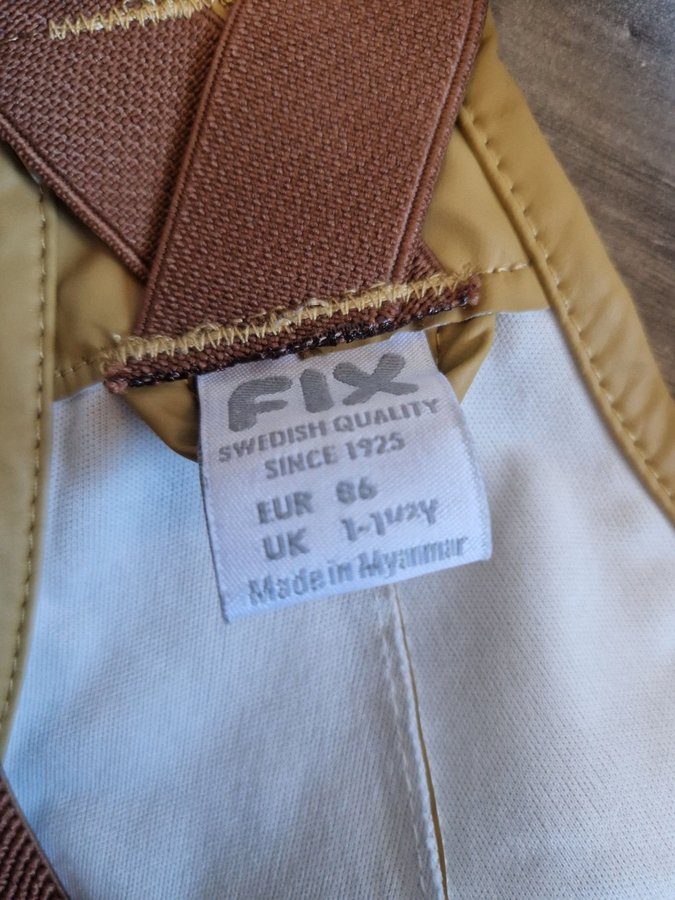 FIX
SWEDISH QUALITY
SINCE 1925
EUR 86
UK 1-1½Y
Made in Myanmar